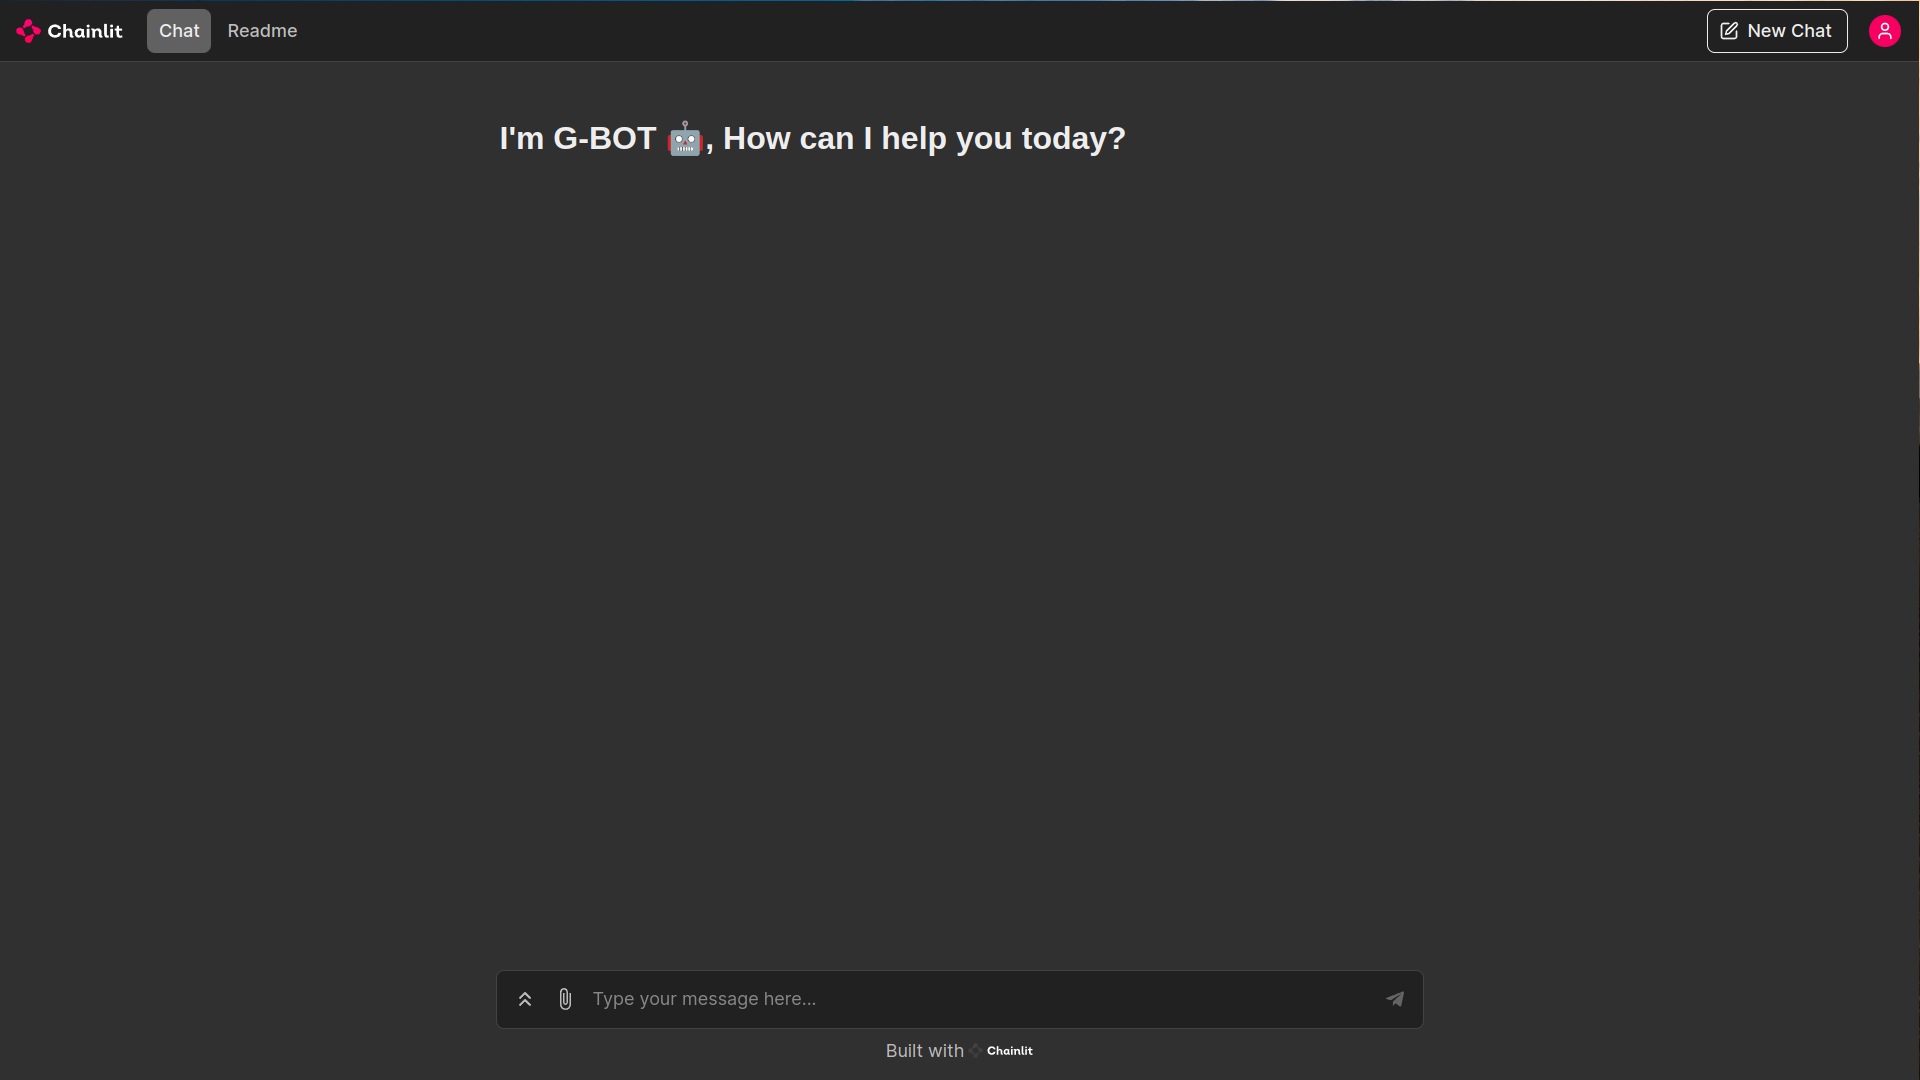 Chainlit Chat Readme New Chat
I'm G-BOT 🤖, How can I help you today?
Type your message here...
Built with Chainlit